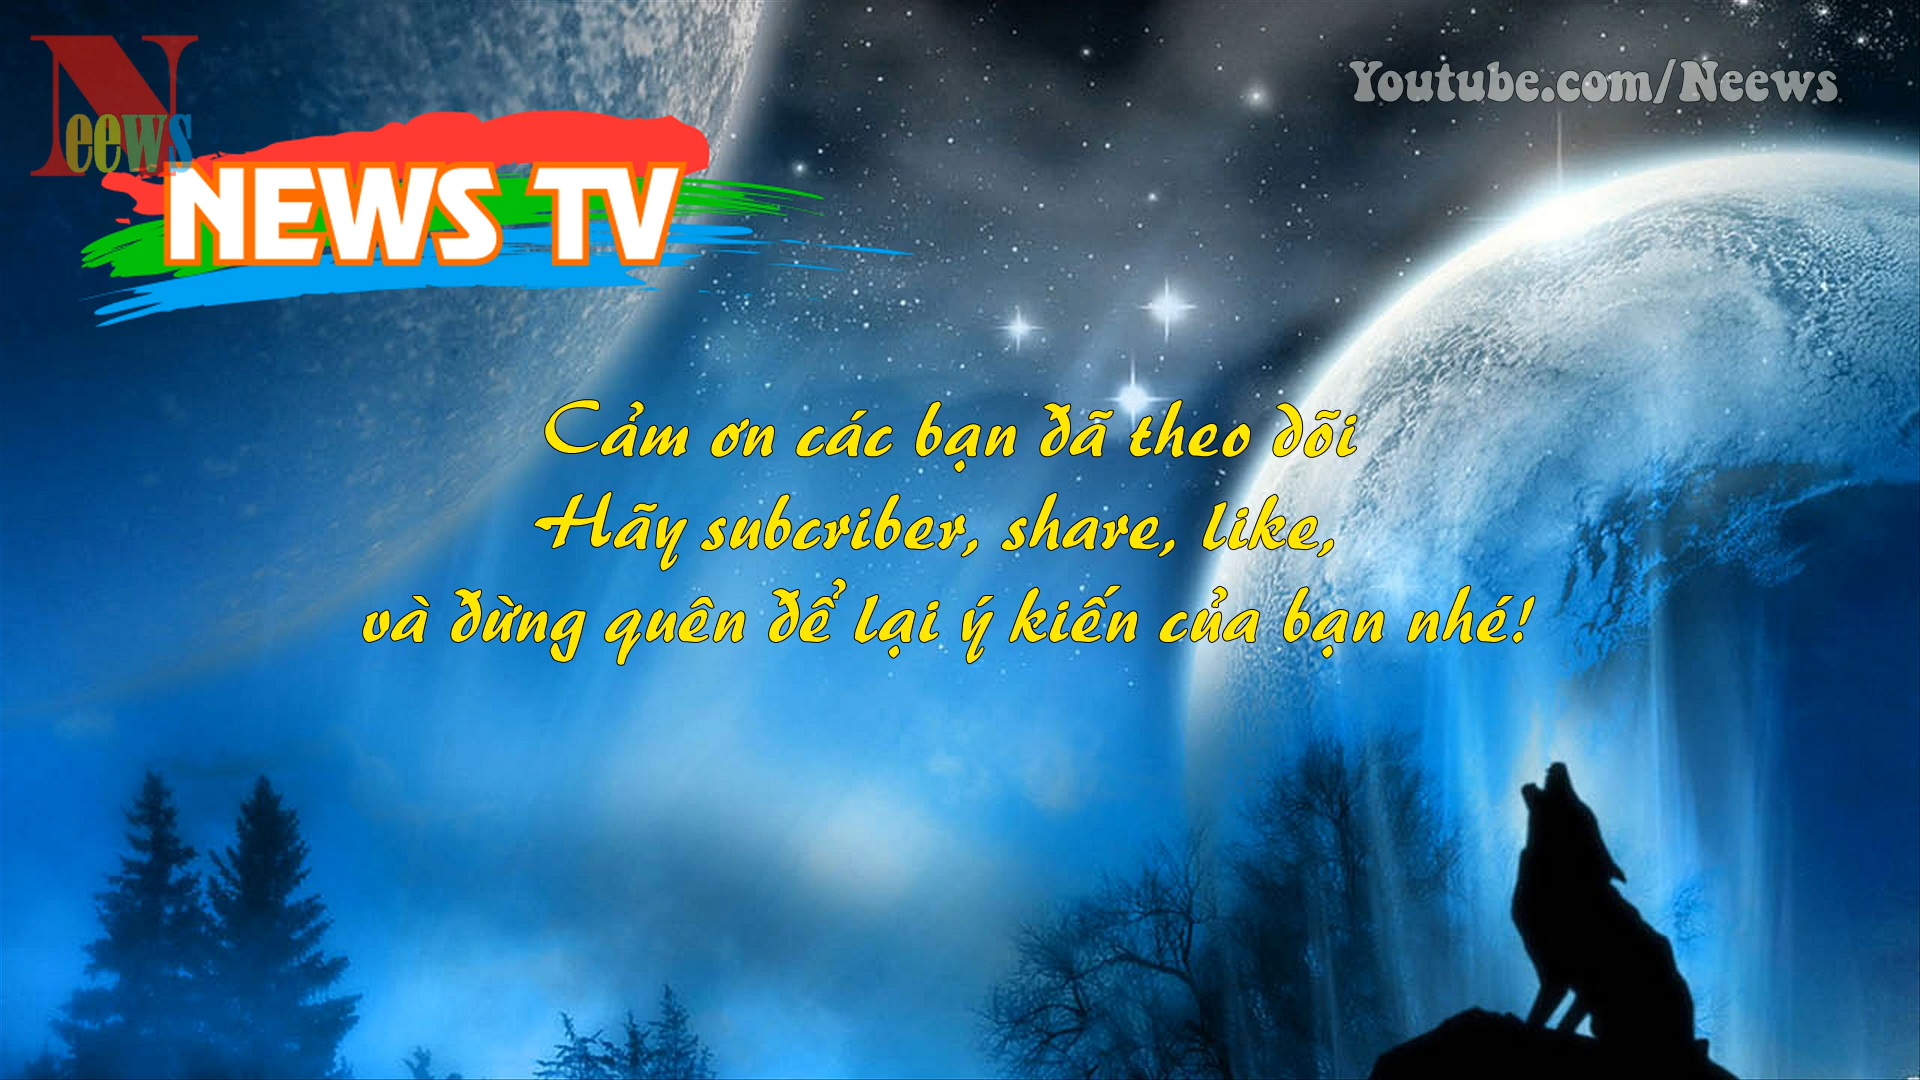 Neews
NEWS TV
Youtube.com/Neews
Cảm ơn các bạn đã theo dõi
Hãy subcriber, share, like,
và đừng quên để lại ý kiến của bạn nhé!